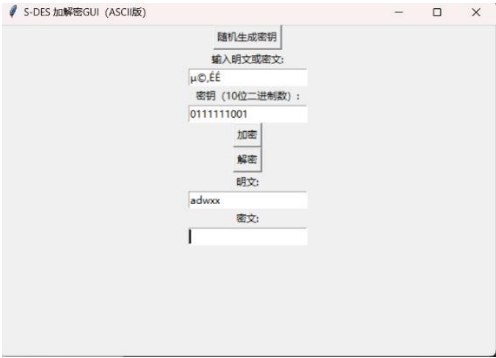 S-DES 加解密GUI（ASCII版）
随机生成密钥
输入明文或密文:
µ©,ÉÉ
密钥（10位二进制数）:
0111111001
加密
解密
明文:
adwxx
密文: